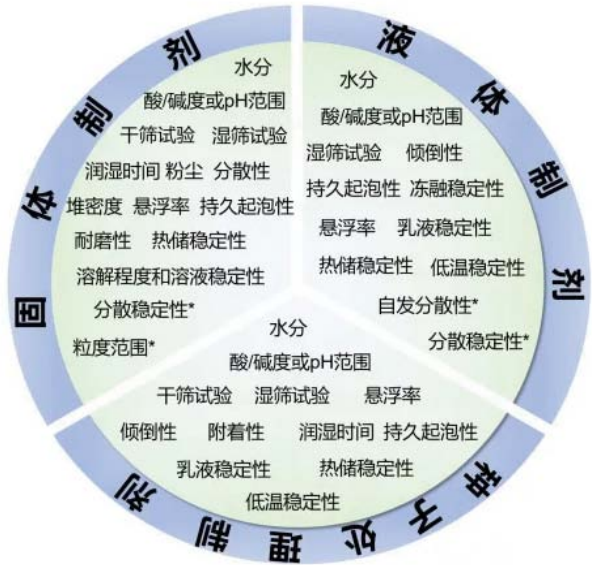 固体制剂
水分
酸/碱度或pH范围
干筛试验 湿筛试验
润湿时间 粉尘 分散性
堆密度 悬浮率 持久起泡性
耐磨性 热储稳定性
溶解程度和溶液稳定性
分散稳定性*
粒度范围*
液体制剂
水分
酸/碱度或pH范围
湿筛试验 倾倒性
持久起泡性 冻融稳定性
悬浮率 乳液稳定性
热储稳定性 低温稳定性
自发分散性*
分散稳定性*
种子处理制剂
水分
酸/碱度或pH范围
干筛试验 湿筛试验 悬浮率
倾倒性 附着性 润湿时间 持久起泡性
乳液稳定性 热储稳定性
低温稳定性